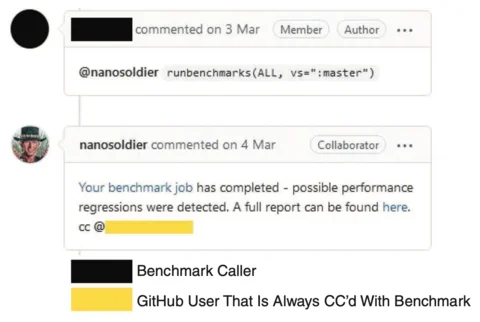 commented on 3 Mar Member Author ...
@nanosoldier runbenchmarks(ALL, vs=":master")
nanosoldier commented on 4 Mar Collaborator ...
Your benchmark job has completed - possible performance
regressions were detected. A full report can be found here.
cc @
Benchmark Caller
GitHub User That Is Always CC'd With Benchmark